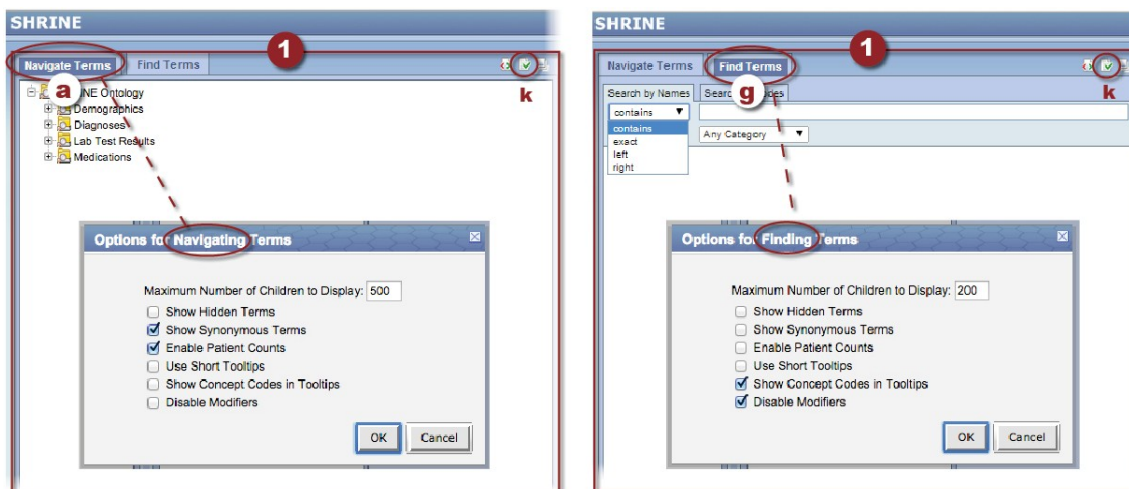 SHRINE
1
Navigate Terms
Find Terms
k
a
NE Ontology
Demographics
Diagnoses
Lab Test Results
Medications
Options for Navigating Terms
Maximum Number of Children to Display: 500
Show Hidden Terms
Show Synonymous Terms
Enable Patient Counts
Use Short Tooltips
Show Concept Codes in Tooltips
Disable Modifiers
OK
Cancel
SHRINE
1
Navigate Terms
Find Terms
k
g
Search by Names
contains
contains
exact
left
right
Any Category
Options for Finding Terms
Maximum Number of Children to Display: 200
Show Hidden Terms
Show Synonymous Terms
Enable Patient Counts
Use Short Tooltips
Show Concept Codes in Tooltips
Disable Modifiers
OK
Cancel